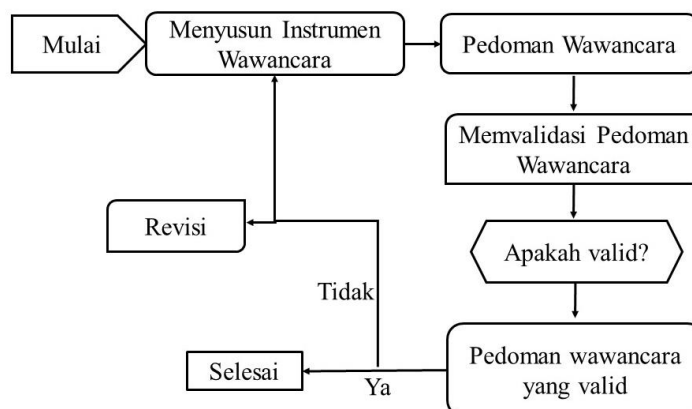 Mulai
Menyusun Instrumen
Wawancara
Pedoman Wawancara
Memvalidasi Pedoman
Wawancara
Revisi
Apakah valid?
Tidak
Pedoman wawancara
yang valid
Selesai
Ya